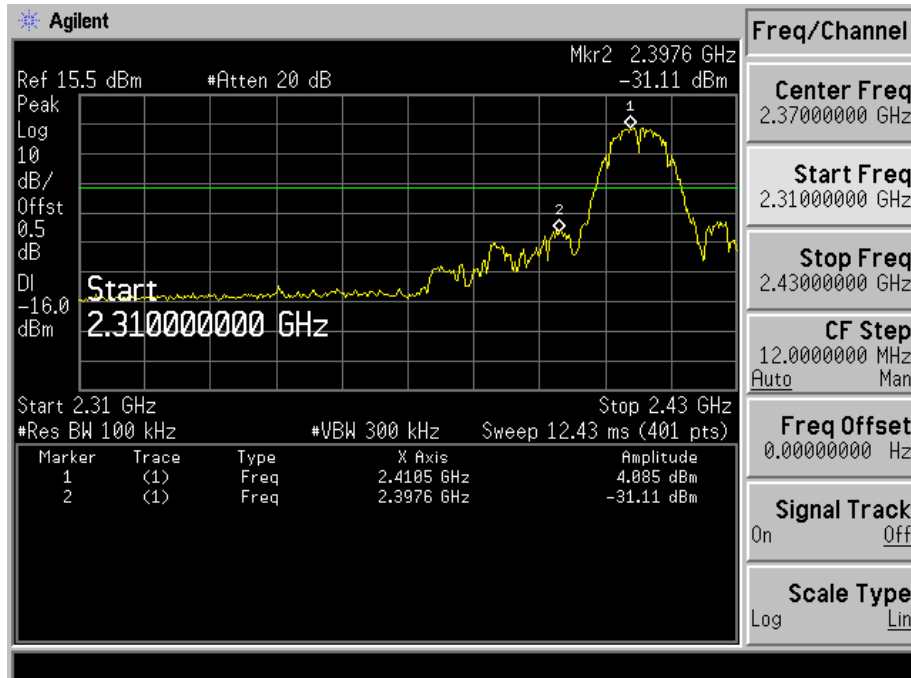 Agilent
Freq/Channel
Mkr2 2.3976 GHz
Ref 15.5 dBm #Atten 20 dB -31.11 dBm
Peak
Log
10
dB/
Offst
0.5
dB
DI
-16.0
dBm
1
2
Start
2.310000000 GHz
Start 2.31 GHz Stop 2.43 GHz
#Res BW 100 kHz #VBW 300 kHz Sweep 12.43 ms (401 pts)
Marker Trace Type X Axis Amplitude
1 (1) Freq 2.4105 GHz 4.085 dBm
2 (1) Freq 2.3976 GHz -31.11 dBm
Center Freq
2.37000000 GHz
Start Freq
2.31000000 GHz
Stop Freq
2.43000000 GHz
CF Step
12.0000000 MHz
Auto Man
Freq Offset
0.00000000 Hz
Signal Track
On Off
Scale Type
Log Lin